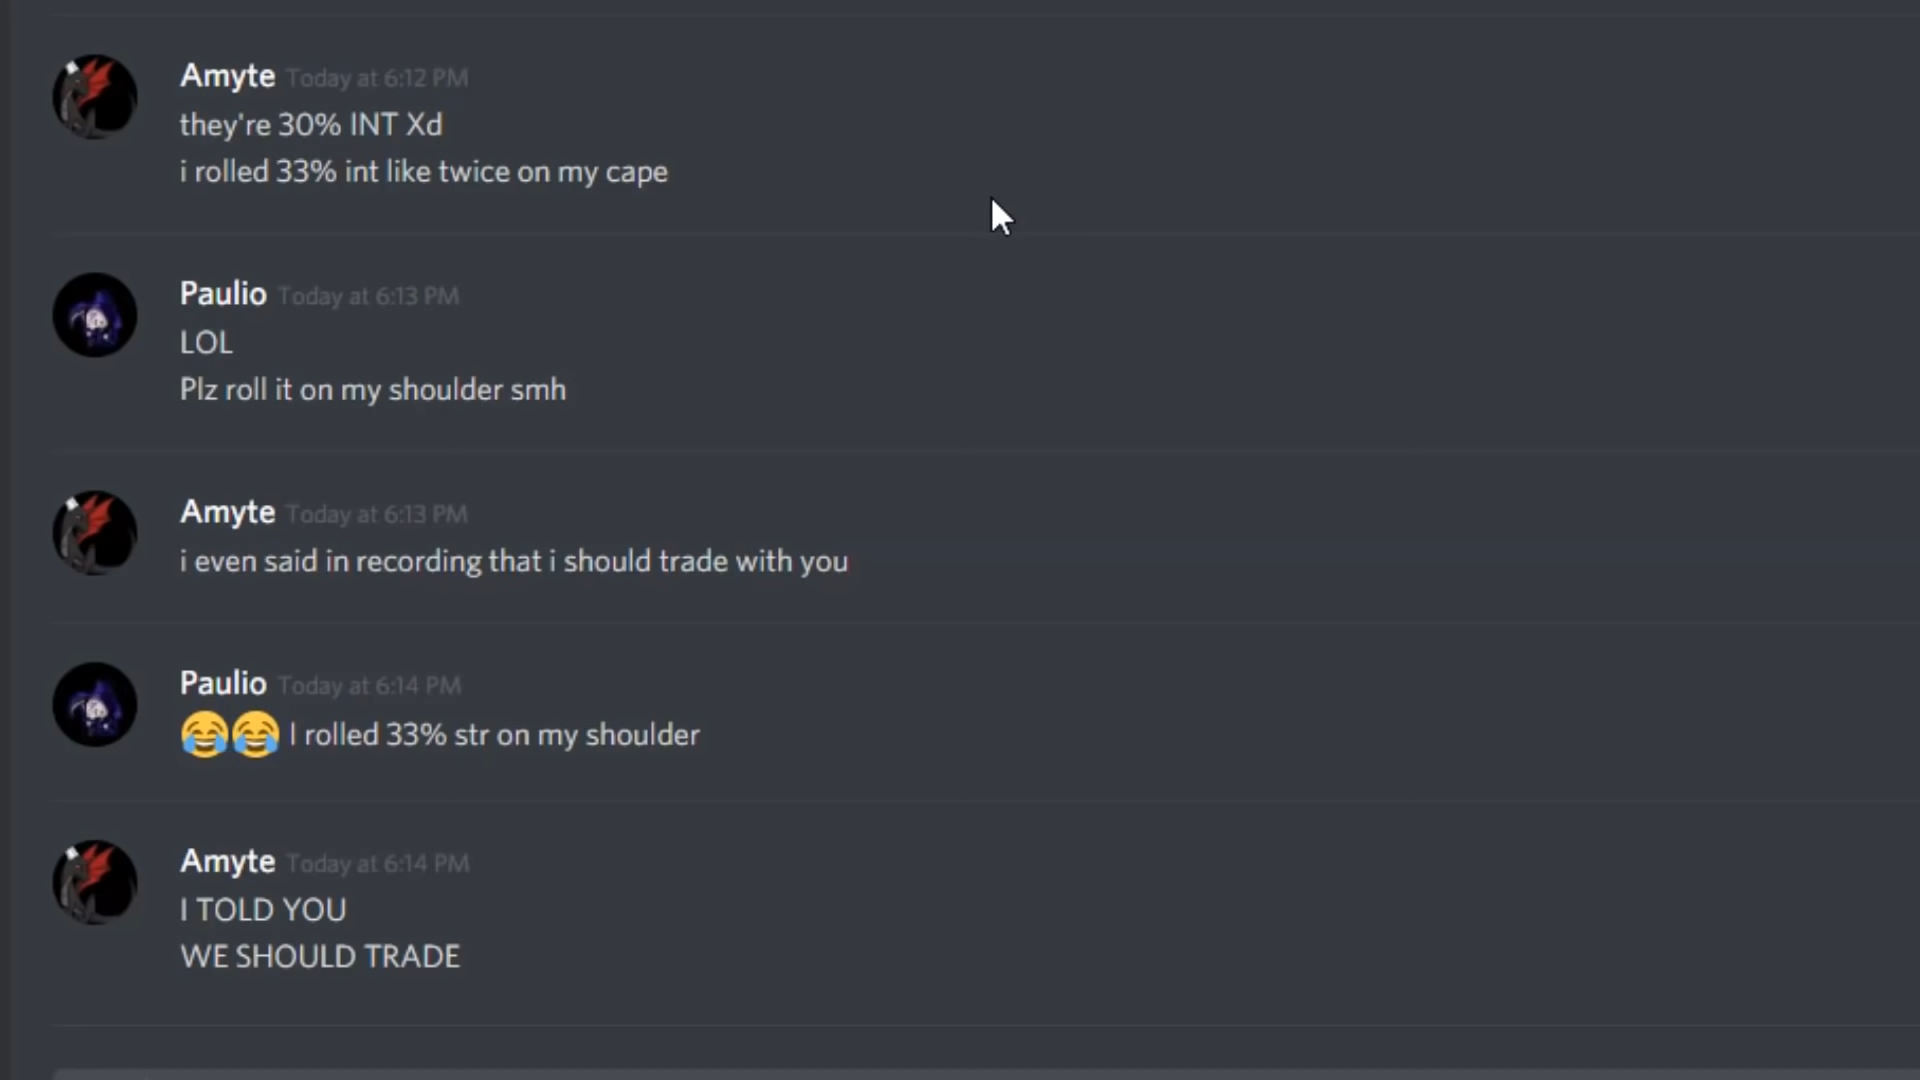 Amyte Today at 6:12 PM
they're 30% INT Xd
i rolled 33% int like twice on my cape
Paulio Today at 6:13 PM
LOL
Plz roll it on my shoulder smh
Amyte Today at 6:13 PM
i even said in recording that i should trade with you
Paulio Today at 6:14 PM
😂😂 I rolled 33% str on my shoulder
Amyte Today at 6:14 PM
I TOLD YOU
WE SHOULD TRADE